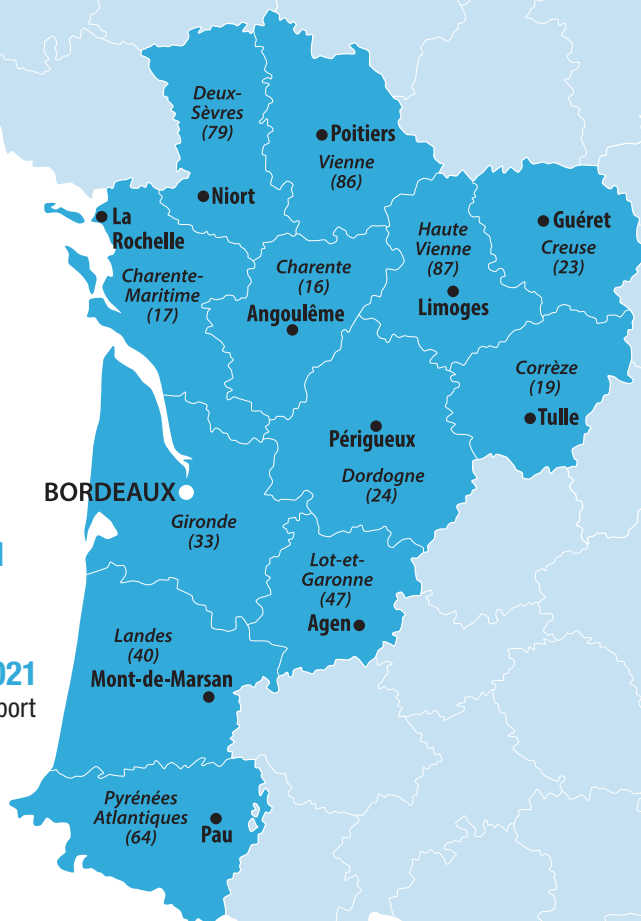 Deux-
Sèvres
(79)
Poitiers
Vienne
(86)
Niort
La
Rochelle
Guéret
Creuse
(23)
Haute
Vienne
(87)
Limoges
Charente-
Maritime
(17)
Charente
(16)
Angoulême
Corrèze
(19)
Tulle
Périgueux
Dordogne
(24)
BORDEAUX
Gironde
(33)
Lot-et-
Garonne
(47)
Agen
Landes
(40)
Mont-de-Marsan
021
port
Pyrénées
Atlantiques
(64)
Pau